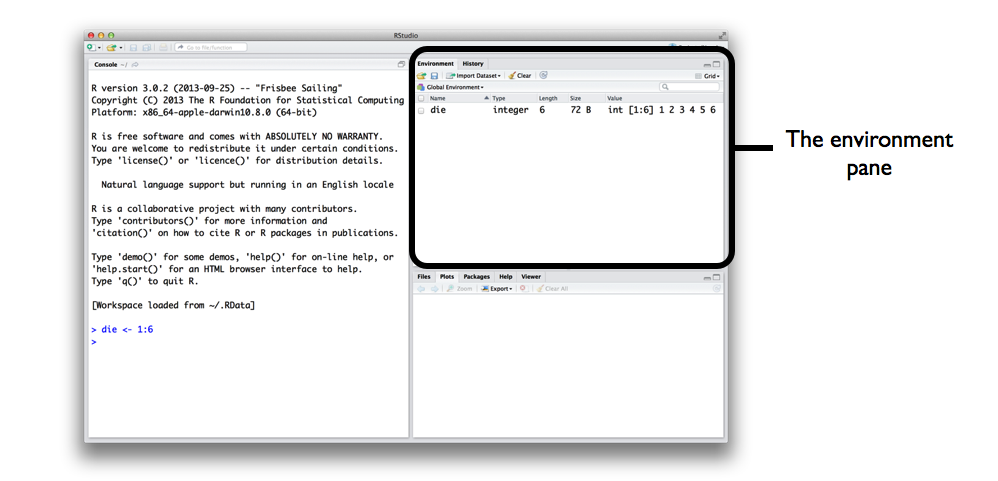 RStudio
Go to file/function
Console ~/
R version 3.0.2 (2013-09-25) -- "Frisbee Sailing"
Copyright (C) 2013 The R Foundation for Statistical Computing
Platform: x86_64-apple-darwin10.8.0 (64-bit)
R is free software and comes with ABSOLUTELY NO WARRANTY.
You are welcome to redistribute it under certain conditions.
Type 'license()' or 'licence()' for distribution details.
Natural language support but running in an English locale
R is a collaborative project with many contributors.
Type 'contributors()' for more information and
'citation()' on how to cite R or R packages in publications.
Type 'demo()' for some demos, 'help()' for on-line help, or
'help.start()' for an HTML browser interface to help.
Type 'q()' to quit R.
[Workspace loaded from ~/.RData]
> die <- 1:6
>
Environment History
Import Dataset Clear Grid
Global Environment
Name Type Length Size Value
die integer 6 72 B int [1:6] 1 2 3 4 5 6
Files Plots Packages Help Viewer
Zoom Export Clear All
The environment
pane